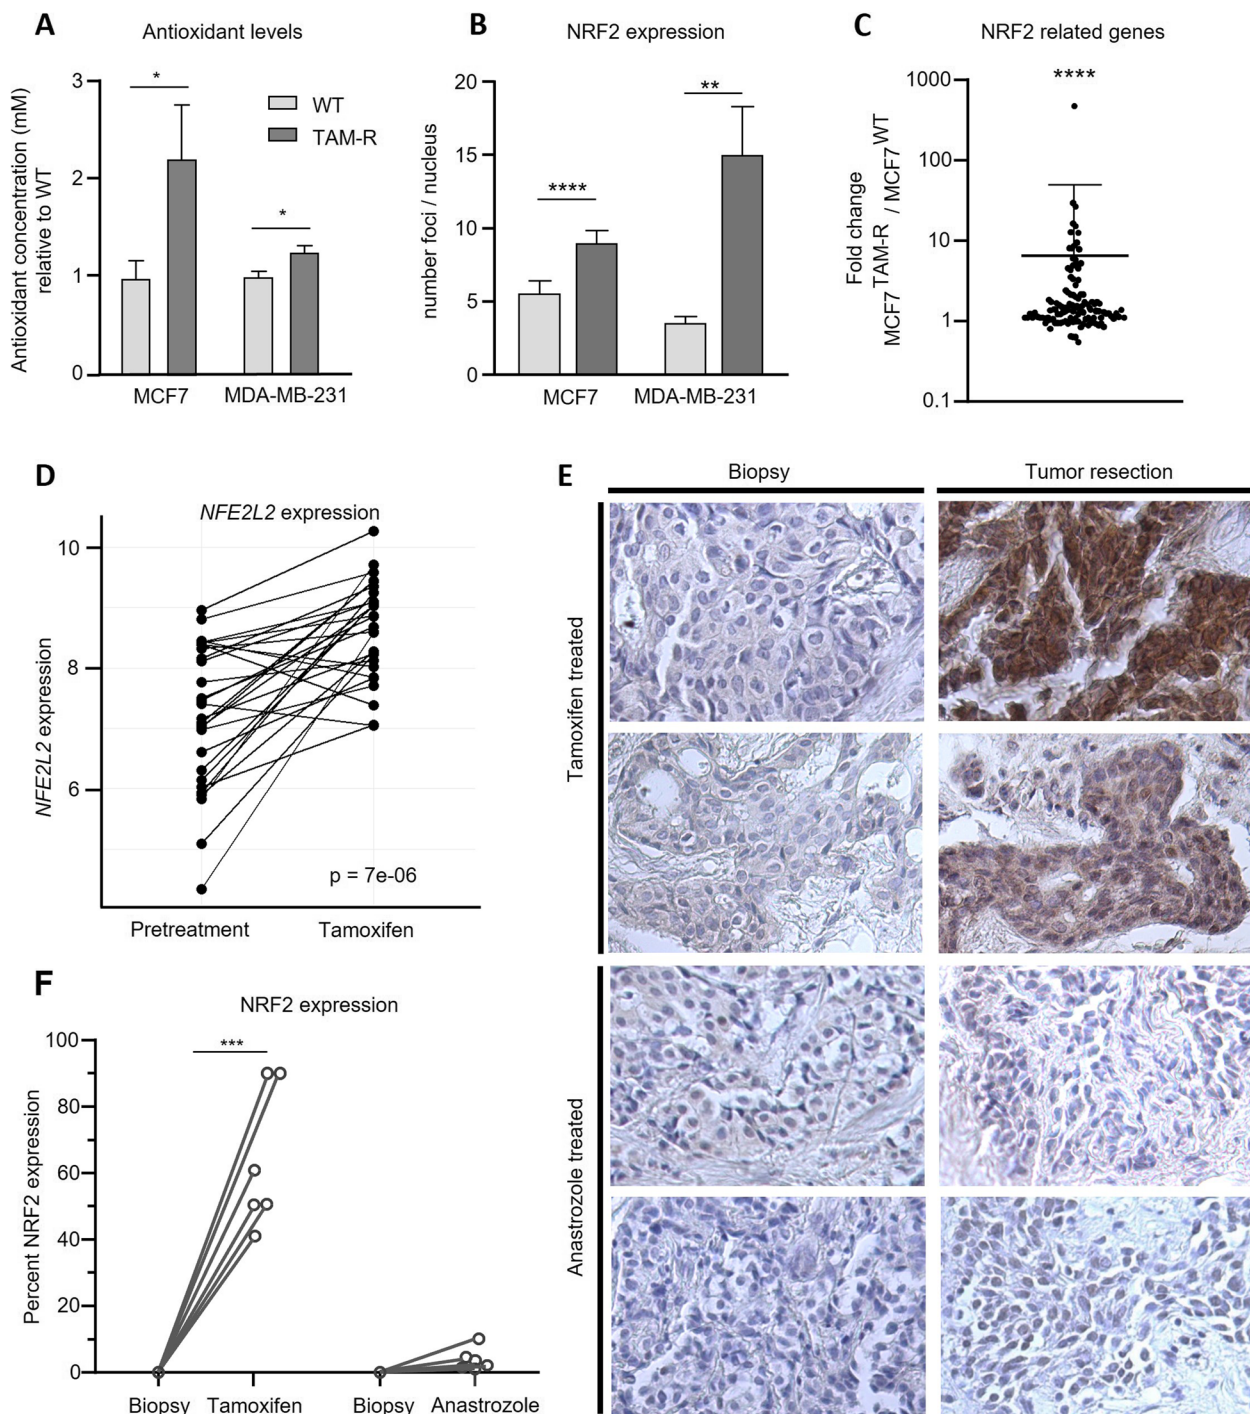 A
Antioxidant levels
Antioxidant concentration (mM)
relative to WT
3
2
1
0
*
*
WT
TAM-R
MCF7
MDA-MB-231
B
NRF2 expression
number foci / nucleus
20
15
10
5
0
****
**
MCF7
MDA-MB-231
C
NRF2 related genes
****
Fold change
MCF7TAM-R / MCF7WT
1000
100
10
1
0.1
D
NFE2L2 expression
NFE2L2 expression
10
8
6
p = 7e-06
Pretreatment
Tamoxifen
E
Biopsy
Tumor resection
Tamoxifen treated
Anastrozole treated
F
NRF2 expression
Percent NRF2 expression
100
80
60
40
20
0
***
Biopsy
Tamoxifen
Biopsy
Anastrozole